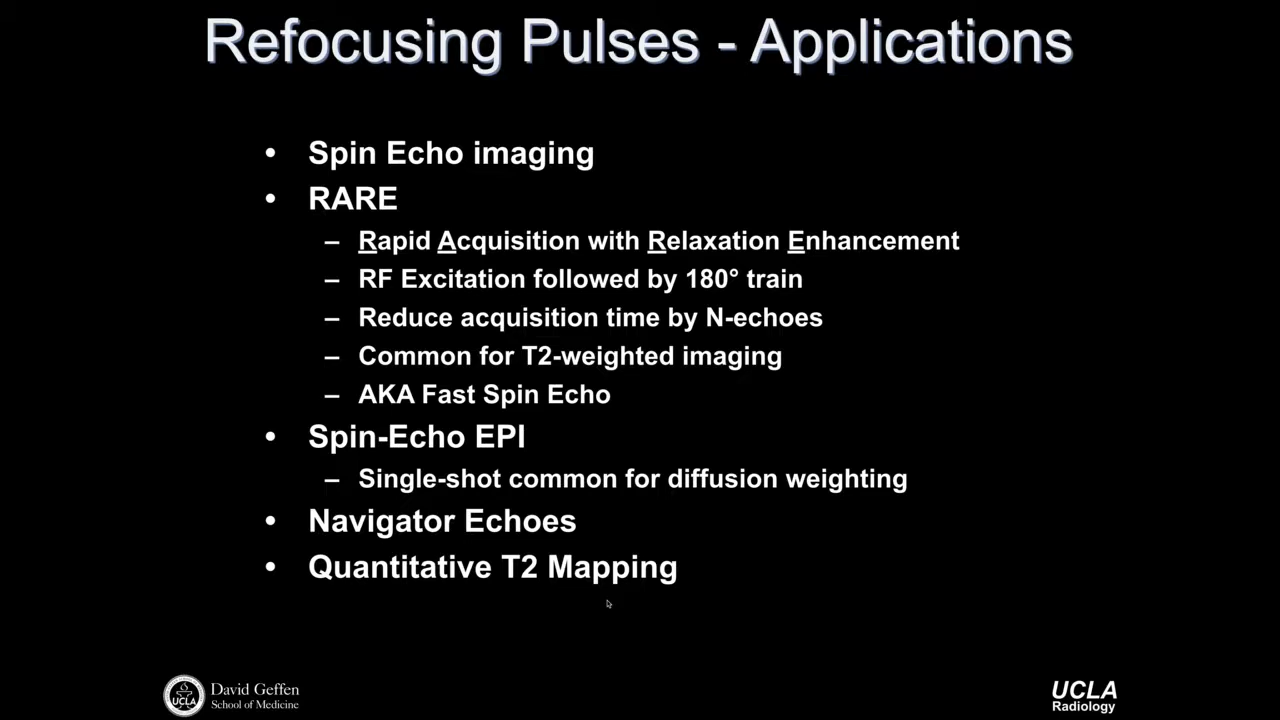 Refocusing Pulses - Applications
• Spin Echo imaging
• RARE
– Rapid Acquisition with Relaxation Enhancement
– RF Excitation followed by 180° train
– Reduce acquisition time by N-echoes
– Common for T2-weighted imaging
– AKA Fast Spin Echo
• Spin-Echo EPI
– Single-shot common for diffusion weighting
• Navigator Echoes
• Quantitative T2 Mapping
UCLA
David Geffen
School of Medicine
UCLA
Radiology